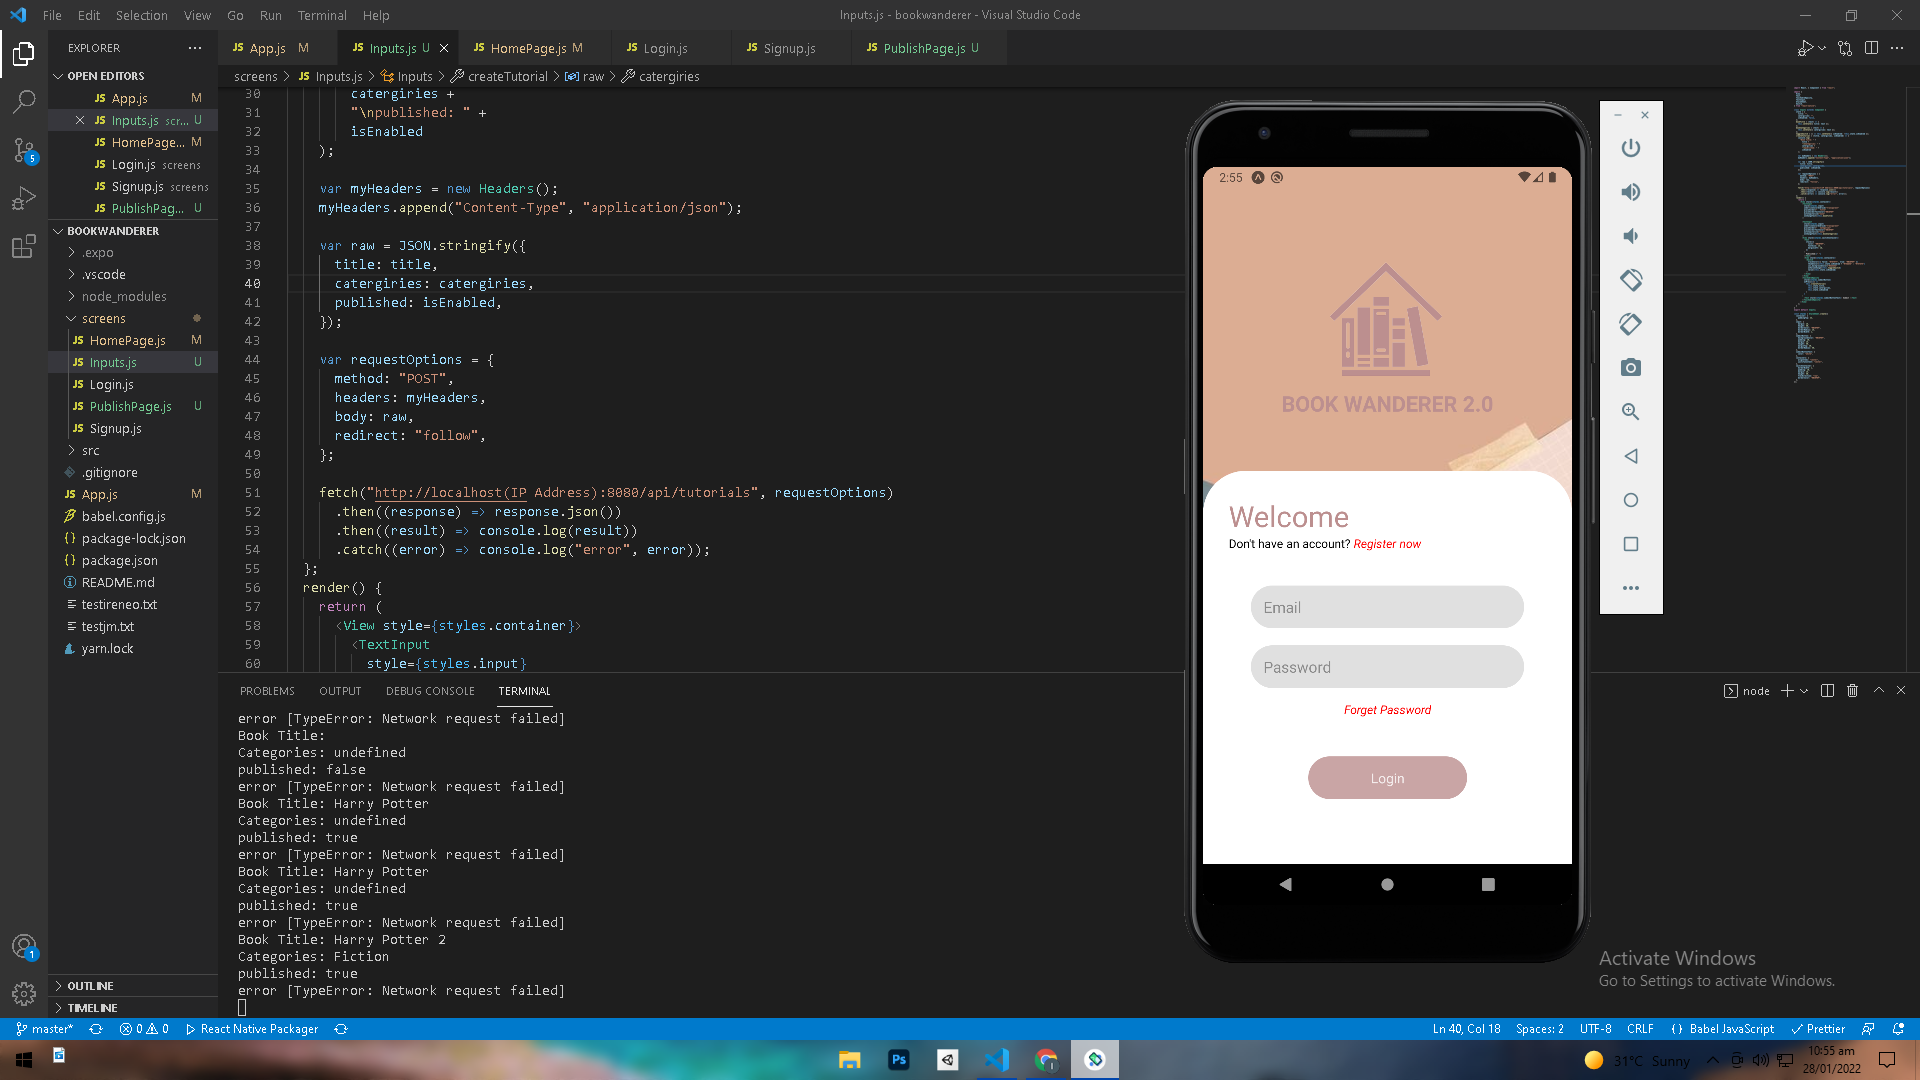 File Edit Selection View Go Run Terminal Help
Inputs.js - bookwanderer - Visual Studio Code
EXPLORER
JS App.js M
JS Inputs.js U
JS HomePage.js M
JS Login.js
JS Signup.js
JS PublishPage.js U
screens > JS Inputs.js > Inputs > createTutorial > raw > catergiries
OPEN EDITORS
JS App.js M
JS Inputs.js scr... U
JS HomePage... M
JS Login.js screens
JS Signup.js screens
JS PublishPag... U
BOOKWANDERER
.expo
.vscode
node_modules
screens
JS HomePage.js M
JS Inputs.js U
JS Login.js
JS PublishPage.js U
JS Signup.js
src
.gitignore
JS App.js M
babel.config.js
{} package-lock.json
{} package.json
README.md
testireneo.txt
testjm.txt
yarn.lock
OUTLINE
TIMELINE
5
1
30 catergiries +
31 "\npublished: " +
32 isEnabled
33 );
34
35 var myHeaders = new Headers();
36 myHeaders.append("Content-Type", "application/json");
37
38 var raw = JSON.stringify({
39 title: title,
40 catergiries: catergiries,
41 published: isEnabled,
42 });
43
44 var requestOptions = {
45 method: "POST",
46 headers: myHeaders,
47 body: raw,
48 redirect: "follow",
49 };
50
51 fetch("http://localhost(IP Address):8080/api/tutorials", requestOptions)
52 .then((response) => response.json())
53 .then((result) => console.log(result))
54 .catch((error) => console.log("error", error));
55 };
56 render() {
57 return (
58 <View style={styles.container}>
59 <TextInput
60 style={styles.input}
PROBLEMS OUTPUT DEBUG CONSOLE TERMINAL
node
error [TypeError: Network request failed]
Book Title:
Categories: undefined
published: false
error [TypeError: Network request failed]
Book Title: Harry Potter
Categories: undefined
published: true
error [TypeError: Network request failed]
Book Title: Harry Potter
Categories: undefined
published: true
error [TypeError: Network request failed]
Book Title: Harry Potter 2
Categories: Fiction
published: true
error [TypeError: Network request failed]
2:55
BOOK WANDERER 2.0
Welcome
Don't have an account? Register now
Email
Password
Forget Password
Login
Activate Windows
Go to Settings to activate Windows.
master* 0 0 React Native Packager
Ln 40, Col 18 Spaces: 2 UTF-8 CRLF {} Babel JavaScript Prettier
Ps
31°C Sunny
10:55 am
28/01/2022